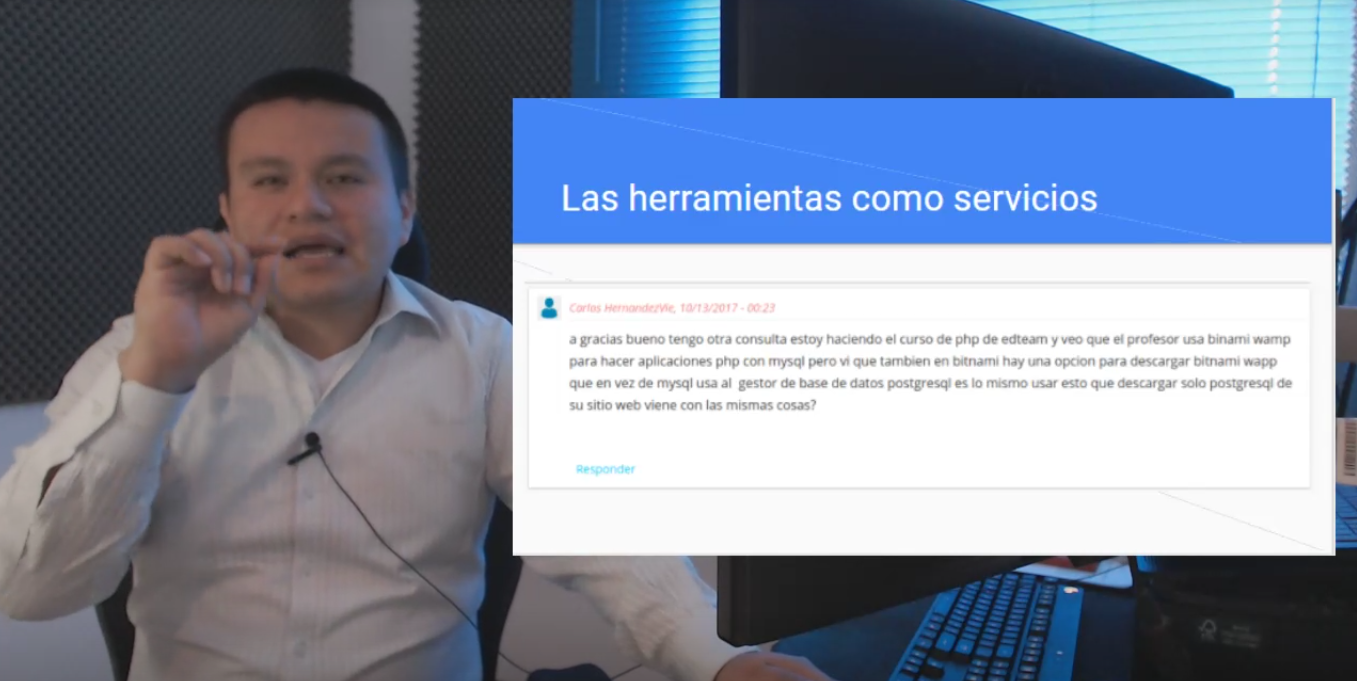 Las herramientas como servicios
Carlos HernandezVie, 10/13/2017 - 00:23
a gracias bueno tengo otra consulta estoy haciendo el curso de php de edteam y veo que el profesor usa binami wamp
para hacer aplicaciones php con mysql pero vi que tambien en bitnami hay una opcion para descargar bitnami wapp
que en vez de mysql usa al gestor de base de datos postgresql es lo mismo usar esto que descargar solo postgresql de
su sitio web viene con las mismas cosas?
Responder